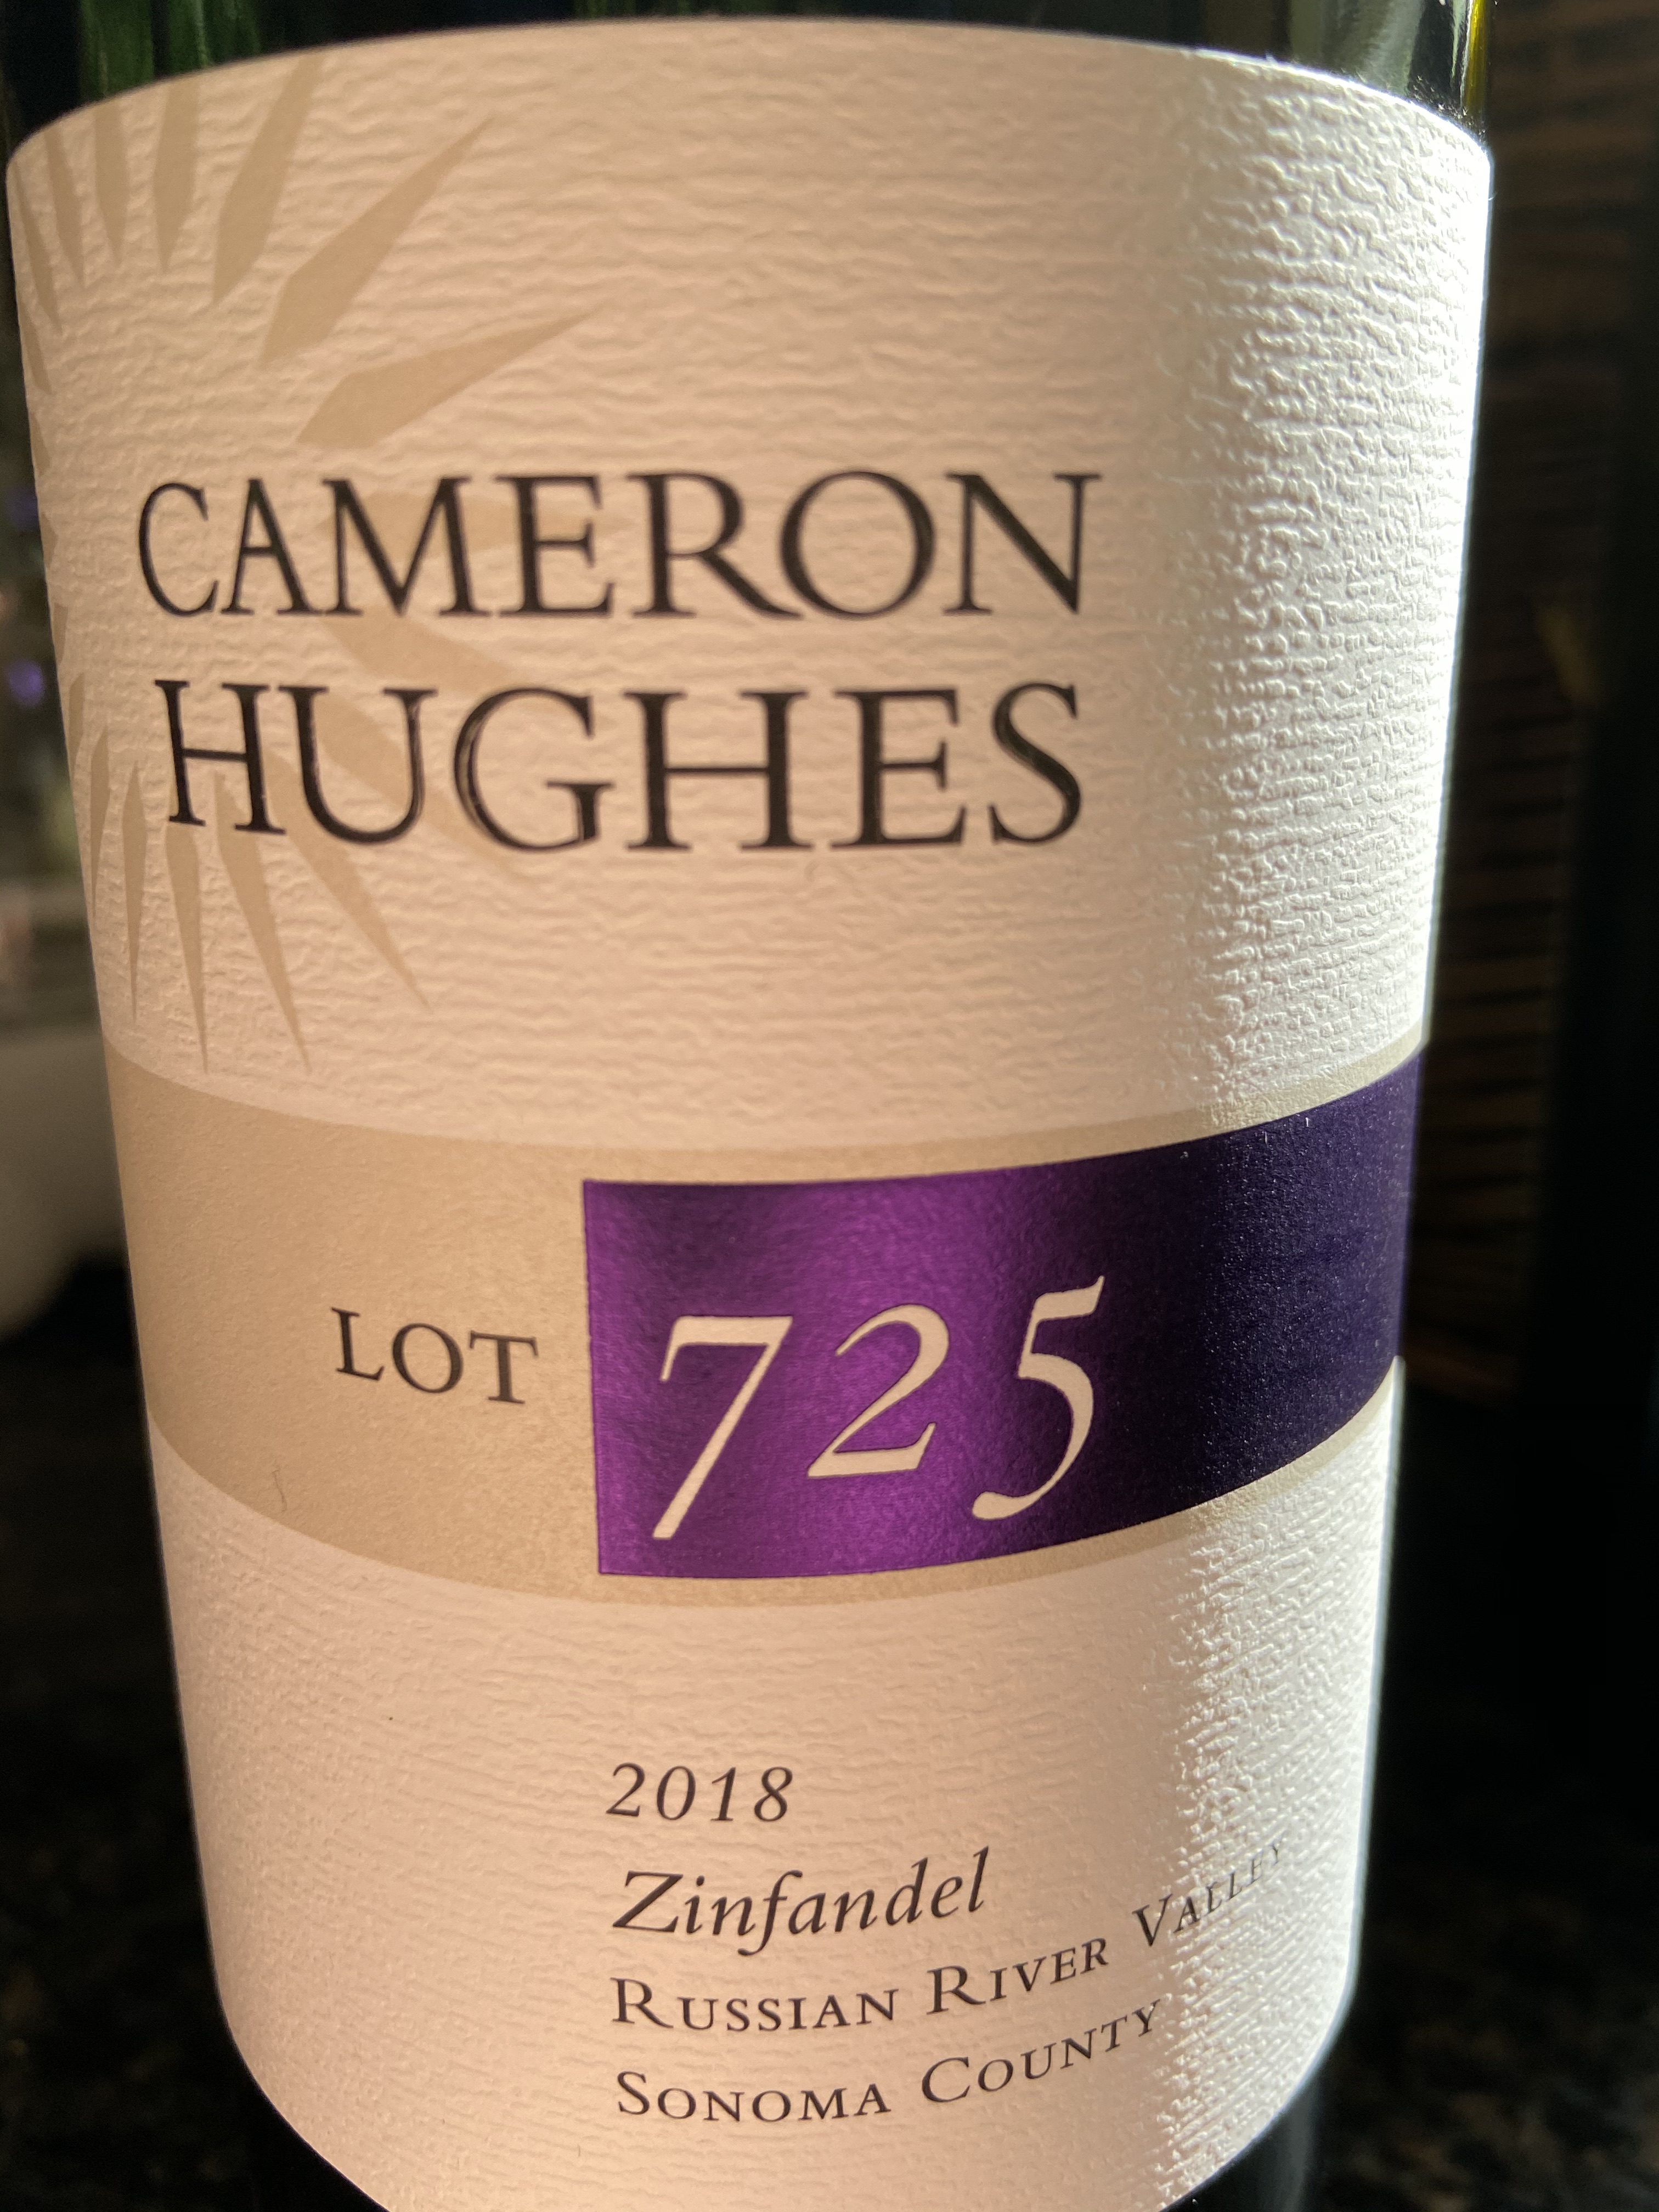 CAMERON
HUGHES
LOT 725
2018
Zinfandel
RUSSIAN RIVER VALLEY
SONOMA COUNTY